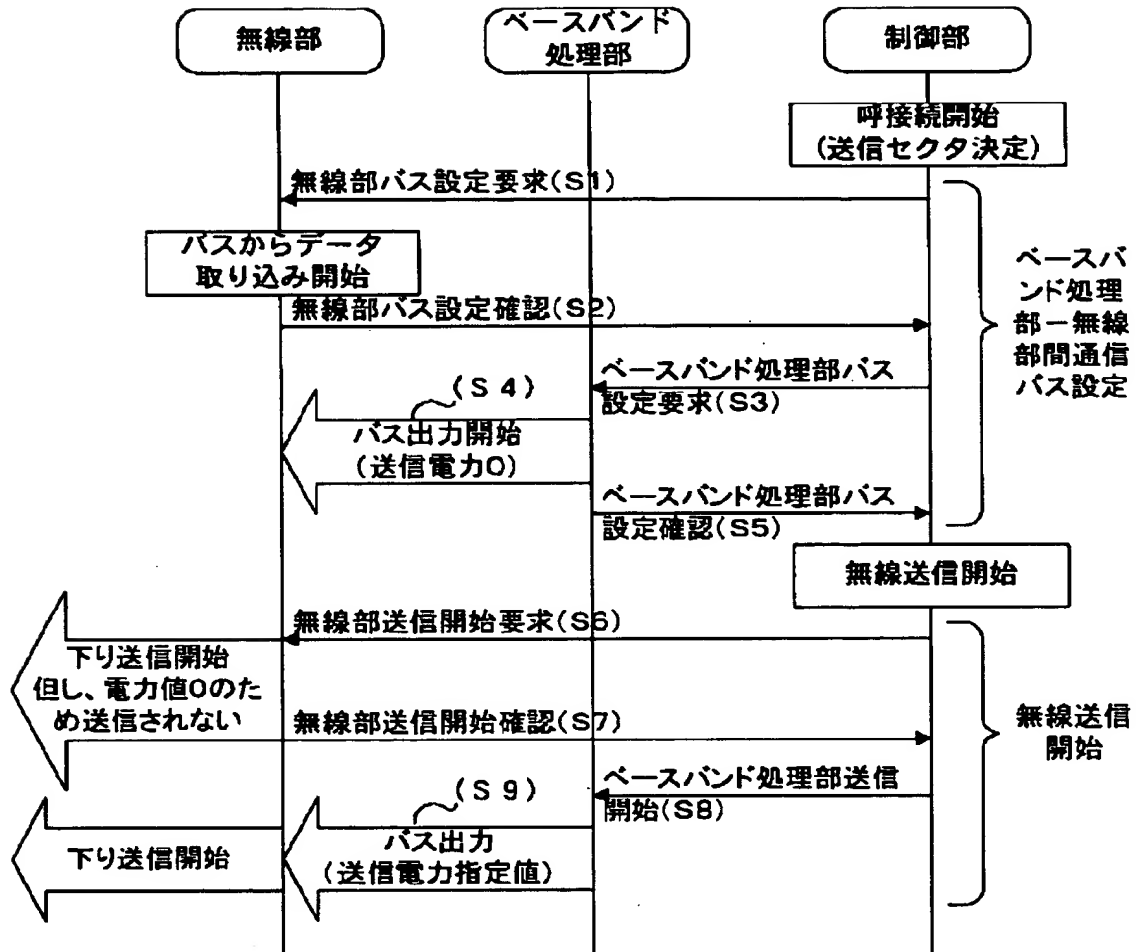 無線部
ベースバンド
処理部
制御部
呼接続開始
(送信セクタ決定)
無線部バス設定要求(S1)
バスからデータ
取り込み開始
無線部バス設定確認(S2)
ベースバ
ンド処理
部ー無線
部間通信
バス設定
ベースバンド処理部バス
設定要求(S3)
(S4)
バス出力開始
(送信電力0)
ベースバンド処理部バス
設定確認(S5)
無線送信開始
無線部送信開始要求(S6)
下り送信開始
但し、電力値0のた
め送信されない
無線部送信開始確認(S7)
無線送信
開始
ベースバンド処理部送信
開始(S8)
(S9)
バス出力
(送信電力指定値)
下り送信開始